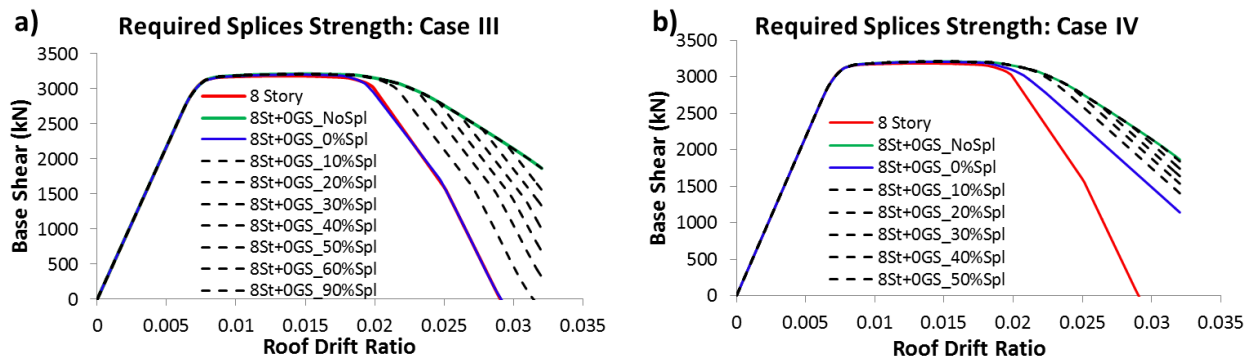 a)
Required Splices Strength: Case III
Base Shear (kN)
3500
3000
2500
2000
1500
1000
500
0
8 Story
8St+0GS_NoSpl
8St+0GS_0%Spl
8St+0GS_10%Spl
8St+0GS_20%Spl
8St+0GS_30%Spl
8St+0GS_40%Spl
8St+0GS_50%Spl
8St+0GS_60%Spl
8St+0GS_90%Spl
0 0.005 0.01 0.015 0.02 0.025 0.03 0.035
Roof Drift Ratio
b)
Required Splices Strength: Case IV
Base Shear (kN)
3500
3000
2500
2000
1500
1000
500
0
8 Story
8St+0GS_NoSpl
8St+0GS_0%Spl
8St+0GS_10%Spl
8St+0GS_20%Spl
8St+0GS_30%Spl
8St+0GS_40%Spl
8St+0GS_50%Spl
0 0.005 0.01 0.015 0.02 0.025 0.03 0.035
Roof Drift Ratio